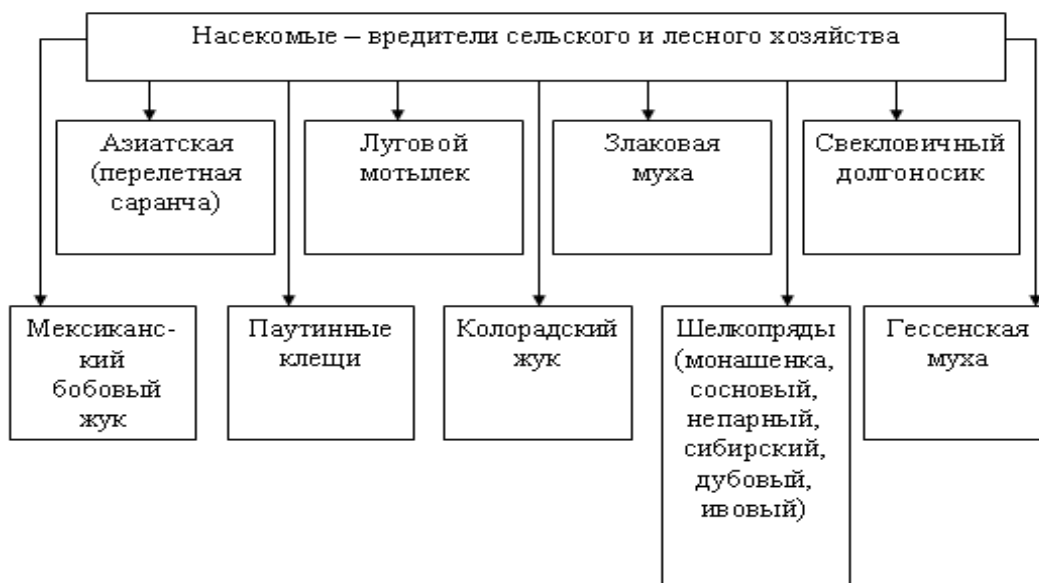 Насекомые – вредители сельского и лесного хозяйства
Азиатская
(перелетная
саранча)
Луговой
мотылек
Злаковая
муха
Свекловичный
долгоносик
Мексиканс-
кий
бобовый
жук
Паутинные
клещи
Колорадский
жук
Шелкопряды
(монашенка,
сосновый,
непарный,
сибирский,
дубовый,
ивовый)
Гессенская
муха